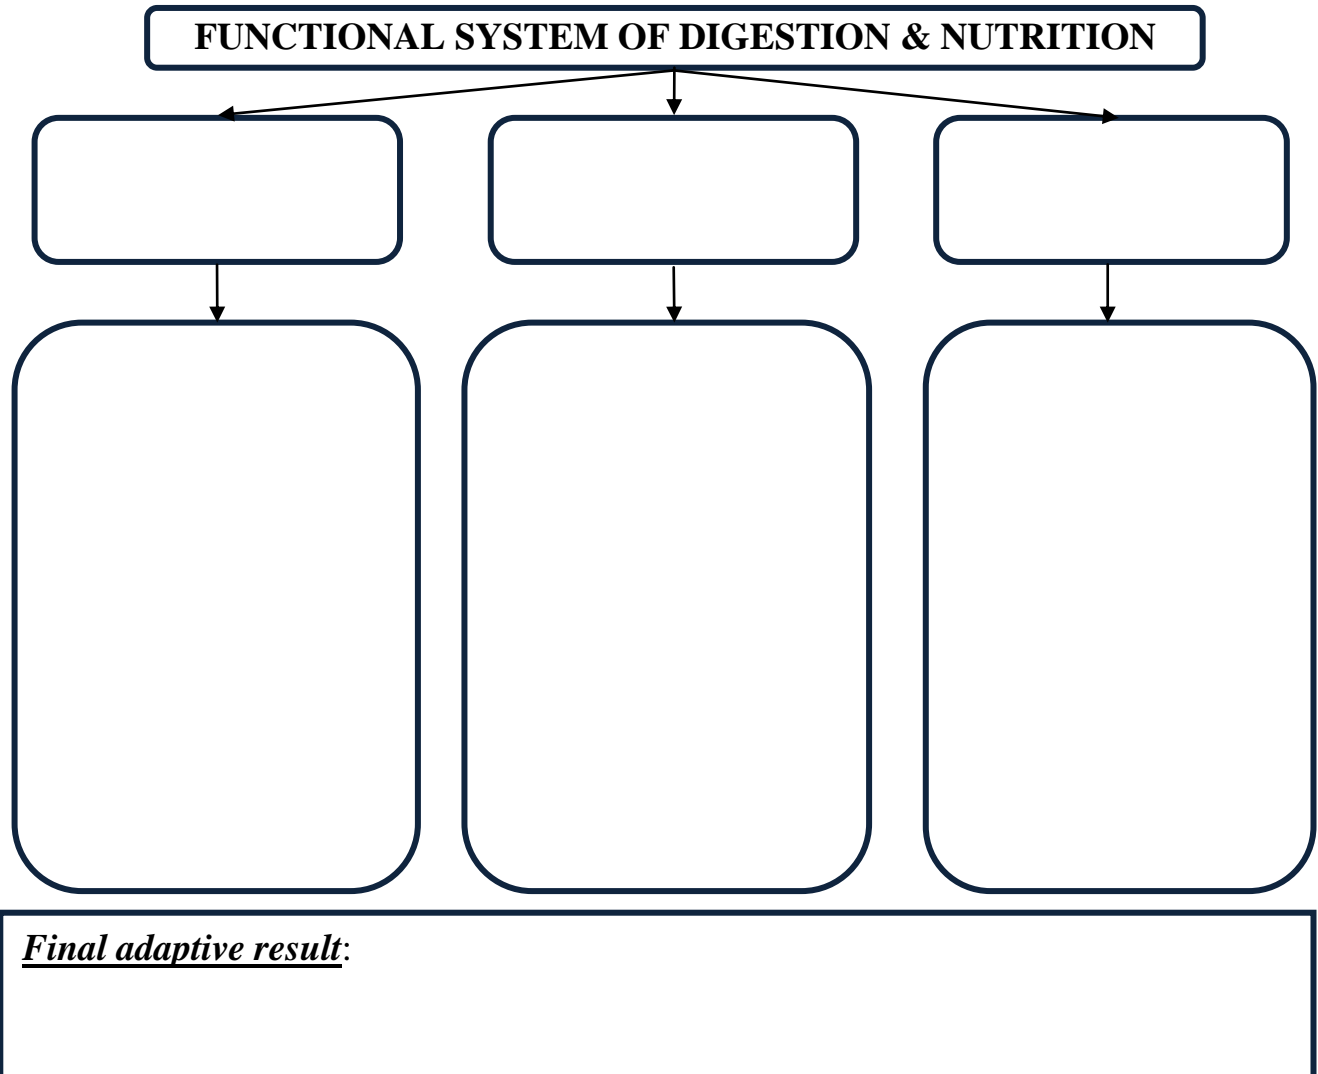 FUNCTIONAL SYSTEM OF DIGESTION & NUTRITION
Final adaptive result: